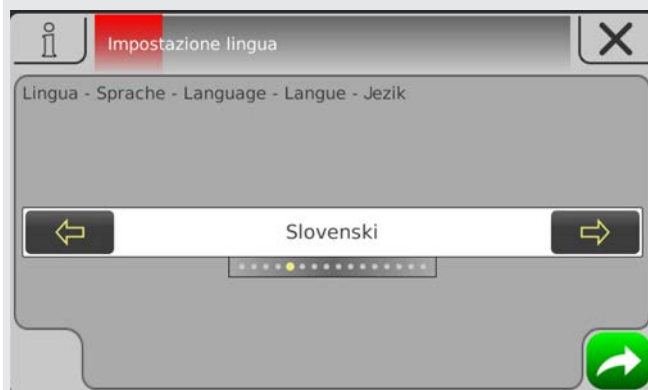 Impostazione lingua
Lingua - Sprache - Language - Langue - Jezik
Slovenski